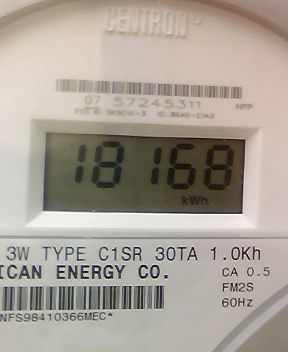 CENTRON®
07 57245311 HPP
18168
kWh
3W TYPE C1SR 30TA 1.0Kh
ICAN ENERGY CO. CA 0.5
FM2S
60Hz
NFS98410366MEC*